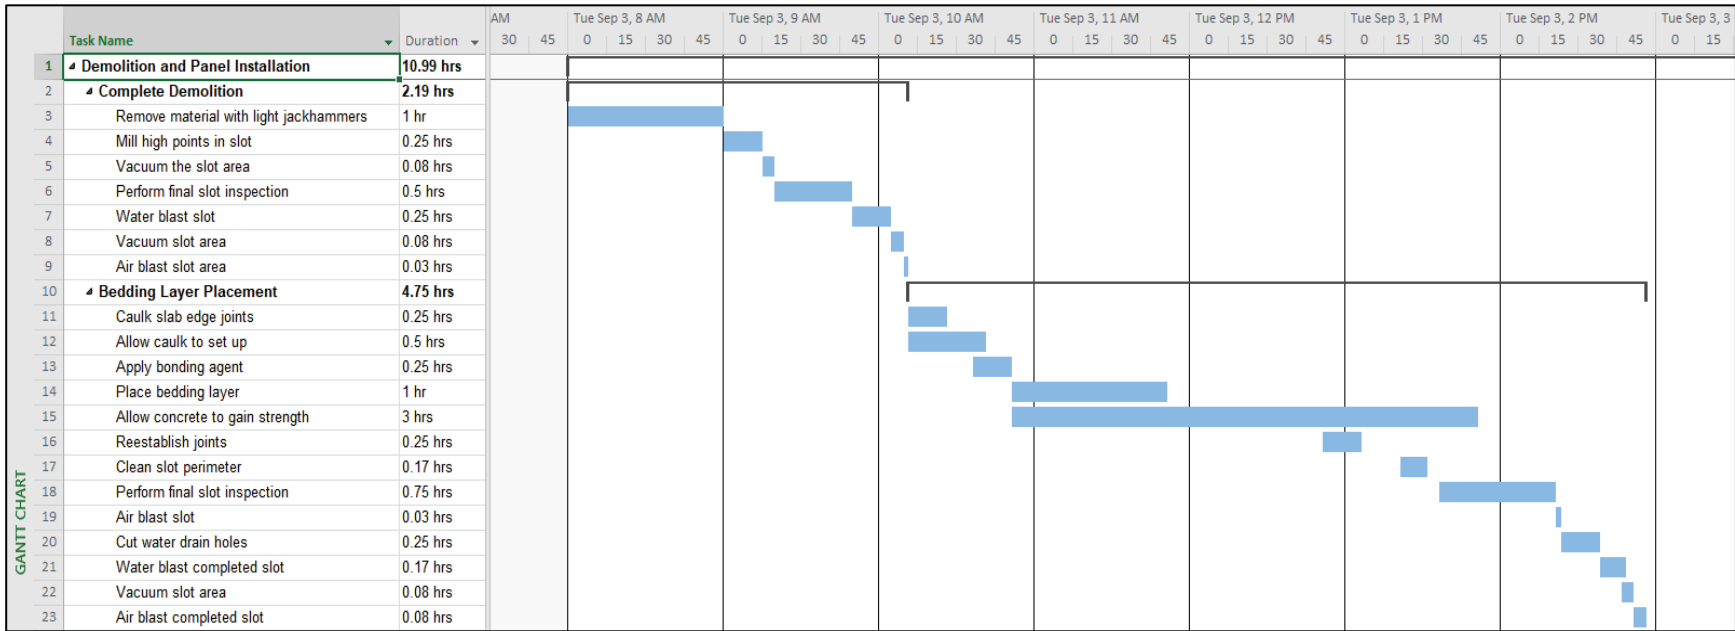 AM Tue Sep 3, 8 AM Tue Sep 3, 9 AM Tue Sep 3, 10 AM Tue Sep 3, 11 AM Tue Sep 3, 12 PM Tue Sep 3, 1 PM Tue Sep 3, 2 PM Tue Sep 3, 3
Task Name Duration 30 45 0 15 30 45 0 15 30 45 0 15 30 45 0 15 30 45 0 15 30 45 0 15 30 45 0 15 30 45 0 15
1 Demolition and Panel Installation 10.99 hrs
2 Complete Demolition 2.19 hrs
3 Remove material with light jackhammers 1 hr
4 Mill high points in slot 0.25 hrs
5 Vacuum the slot area 0.08 hrs
6 Perform final slot inspection 0.5 hrs
7 Water blast slot 0.25 hrs
8 Vacuum slot area 0.08 hrs
9 Air blast slot area 0.03 hrs
10 Bedding Layer Placement 4.75 hrs
11 Caulk slab edge joints 0.25 hrs
12 Allow caulk to set up 0.5 hrs
13 Apply bonding agent 0.25 hrs
14 Place bedding layer 1 hr
15 Allow concrete to gain strength 3 hrs
16 Reestablish joints 0.25 hrs
17 Clean slot perimeter 0.17 hrs
18 Perform final slot inspection 0.75 hrs
19 Air blast slot 0.03 hrs
20 Cut water drain holes 0.25 hrs
21 Water blast completed slot 0.17 hrs
22 Vacuum slot area 0.08 hrs
23 Air blast completed slot 0.08 hrs
GANTT CHART